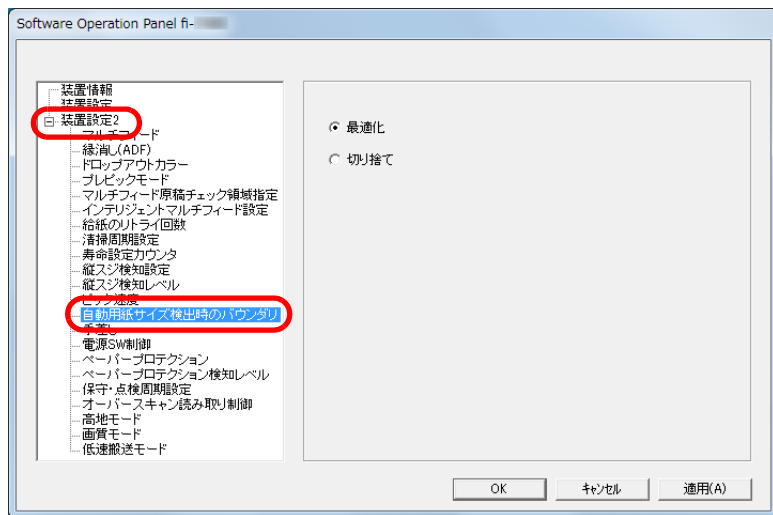 Software Operation Panel fi-
装置情報
装置設定
装置設定2
マルチフィード
縁消し(ADF)
ドロップアウトカラー
プレピックモード
マルチフィード原稿チェック領域指定
インテリジェントマルチフィード設定
給紙のリトライ回数
清掃周期設定
寿命設定カウンタ
縦スジ検知設定
縦スジ検知レベル
ピック速度
自動用紙サイズ検出時のバウンダリ
手差し
電源SW制御
ペーパープロテクション
ペーパープロテクション検知レベル
保守・点検周期設定
オーバースキャン読み取り制御
高地モード
画質モード
低速搬送モード
最適化
切り捨て
OK
キャンセル
適用(A)